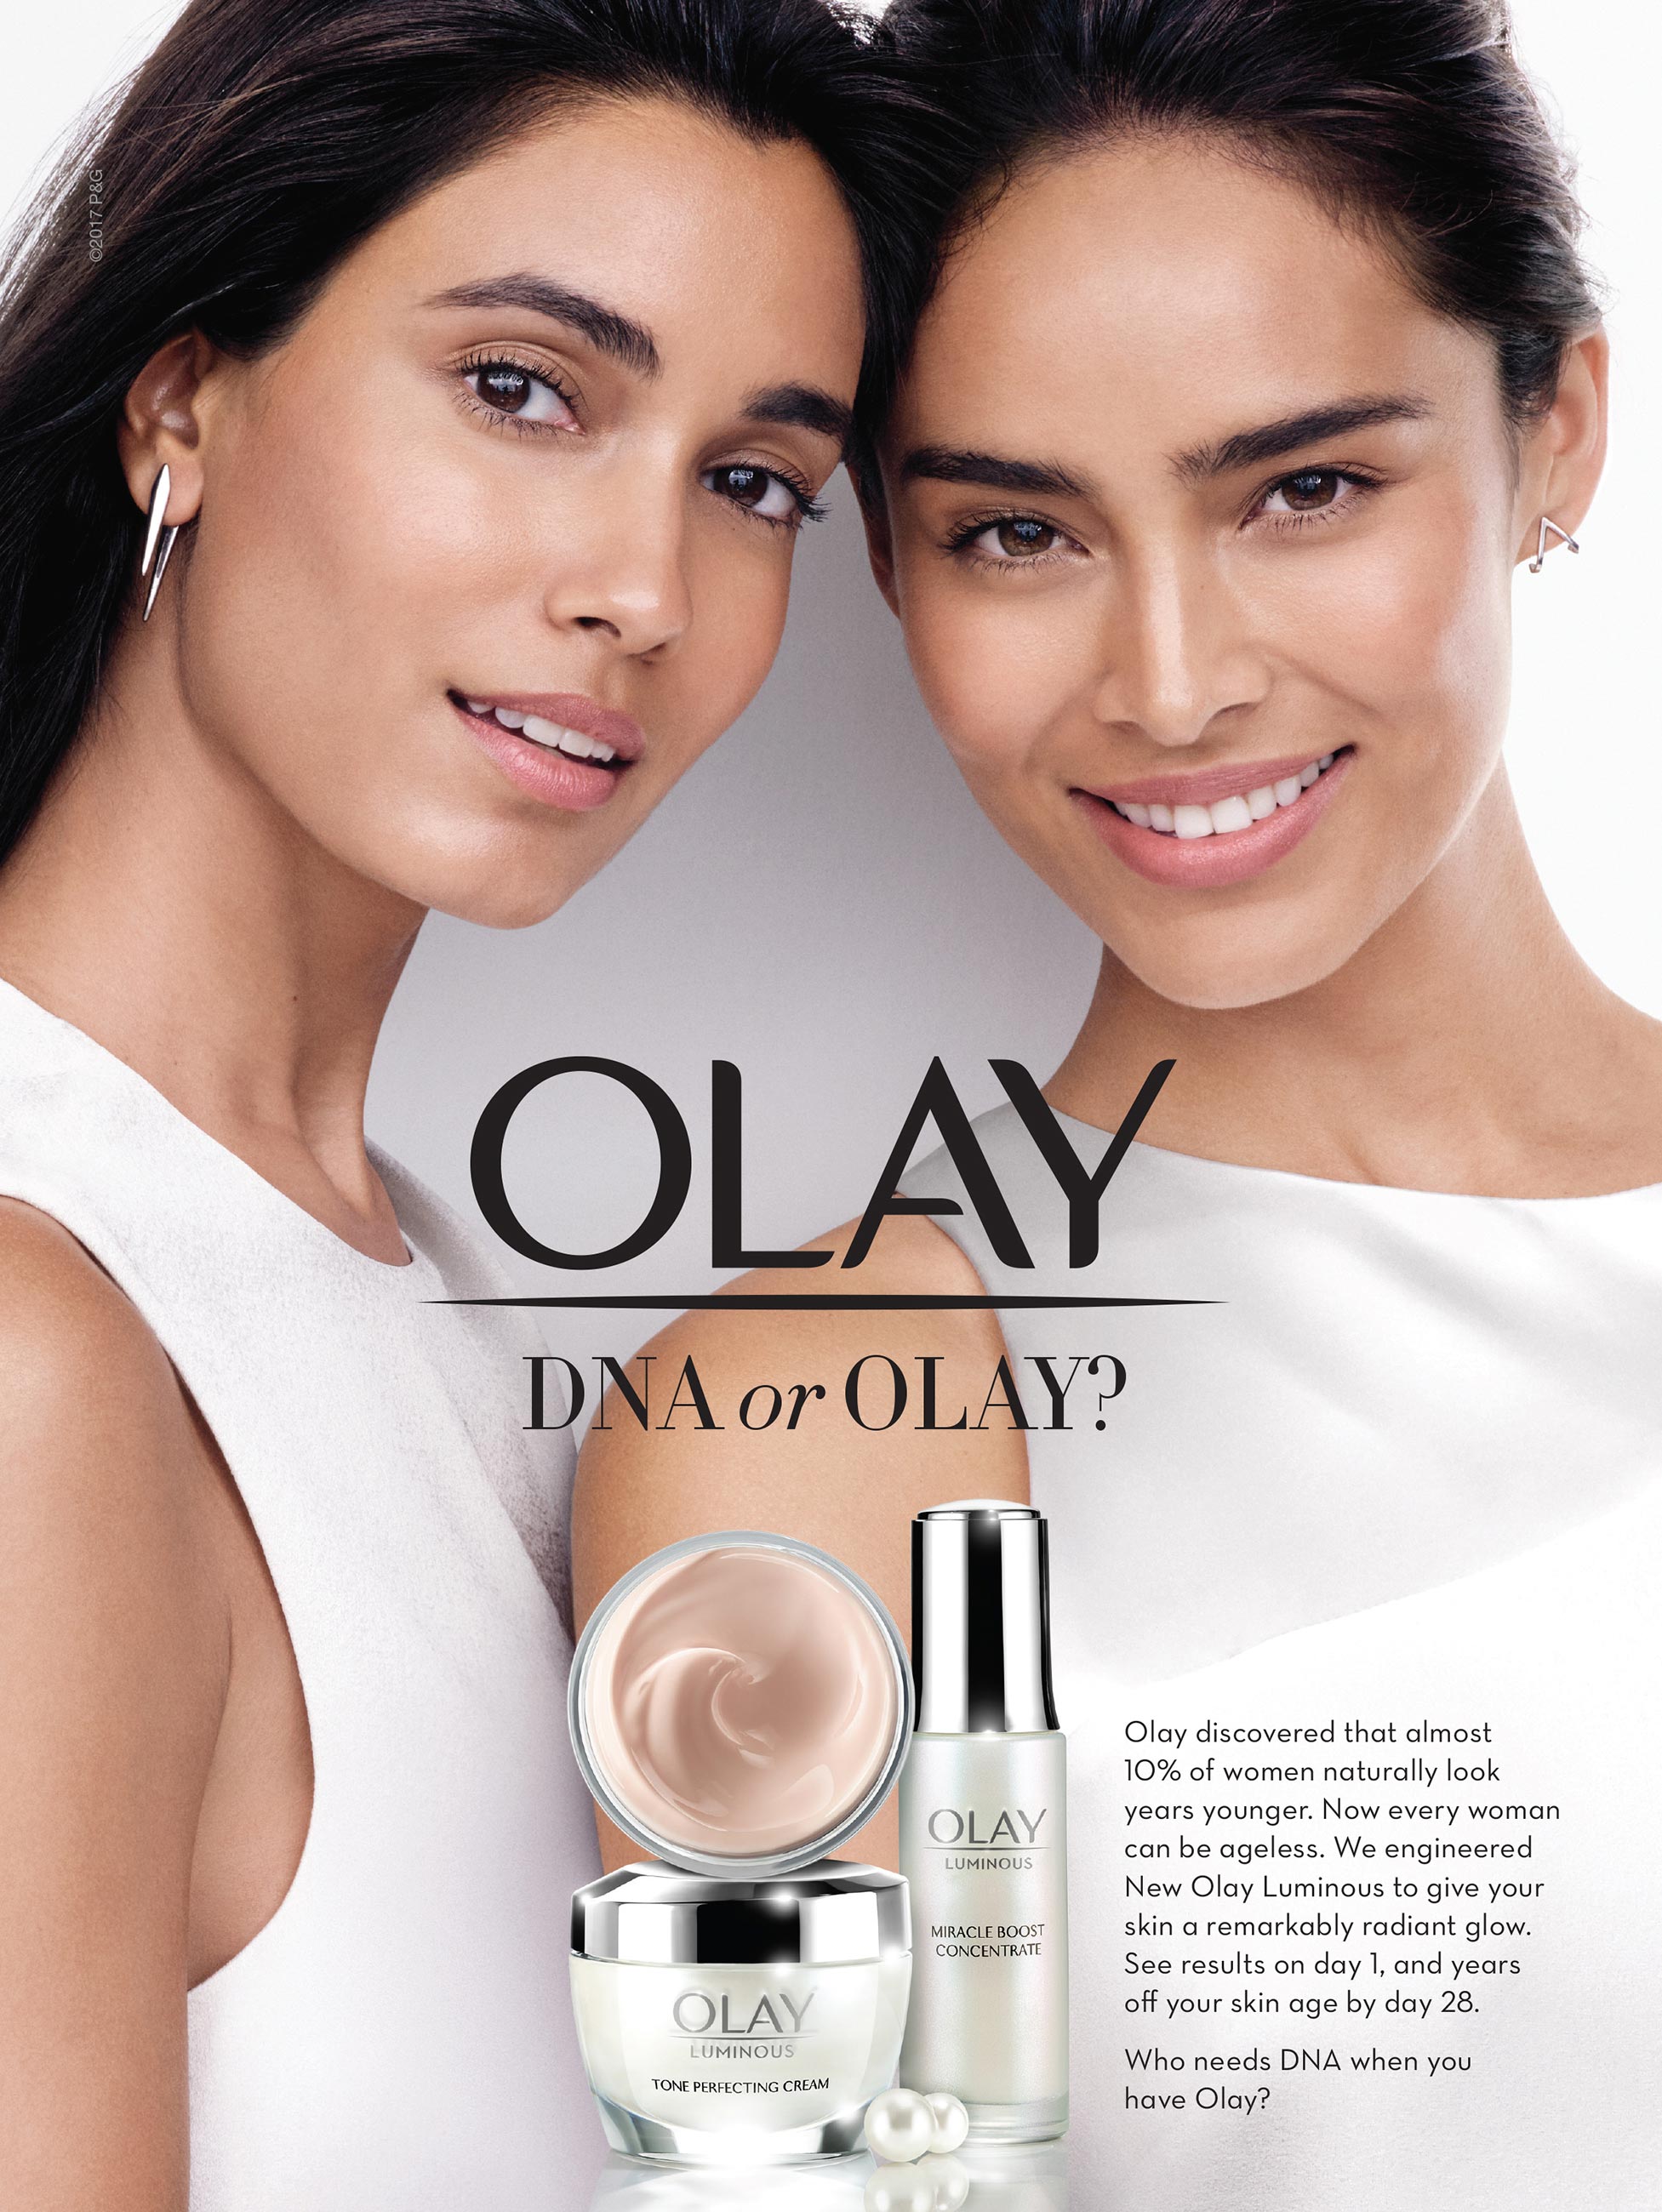 ©2017 P&G
OLAY
DNA or OLAY?
OLAY
LUMINOUS
MIRACLE BOOST
CONCENTRATE
OLAY
LUMINOUS
TONE PERFECTING CREAM
Olay discovered that almost
10% of women naturally look
years younger. Now every woman
can be ageless. We engineered
New Olay Luminous to give your
skin a remarkably radiant glow.
See results on day 1, and years
off your skin age by day 28.
Who needs DNA when you
have Olay?